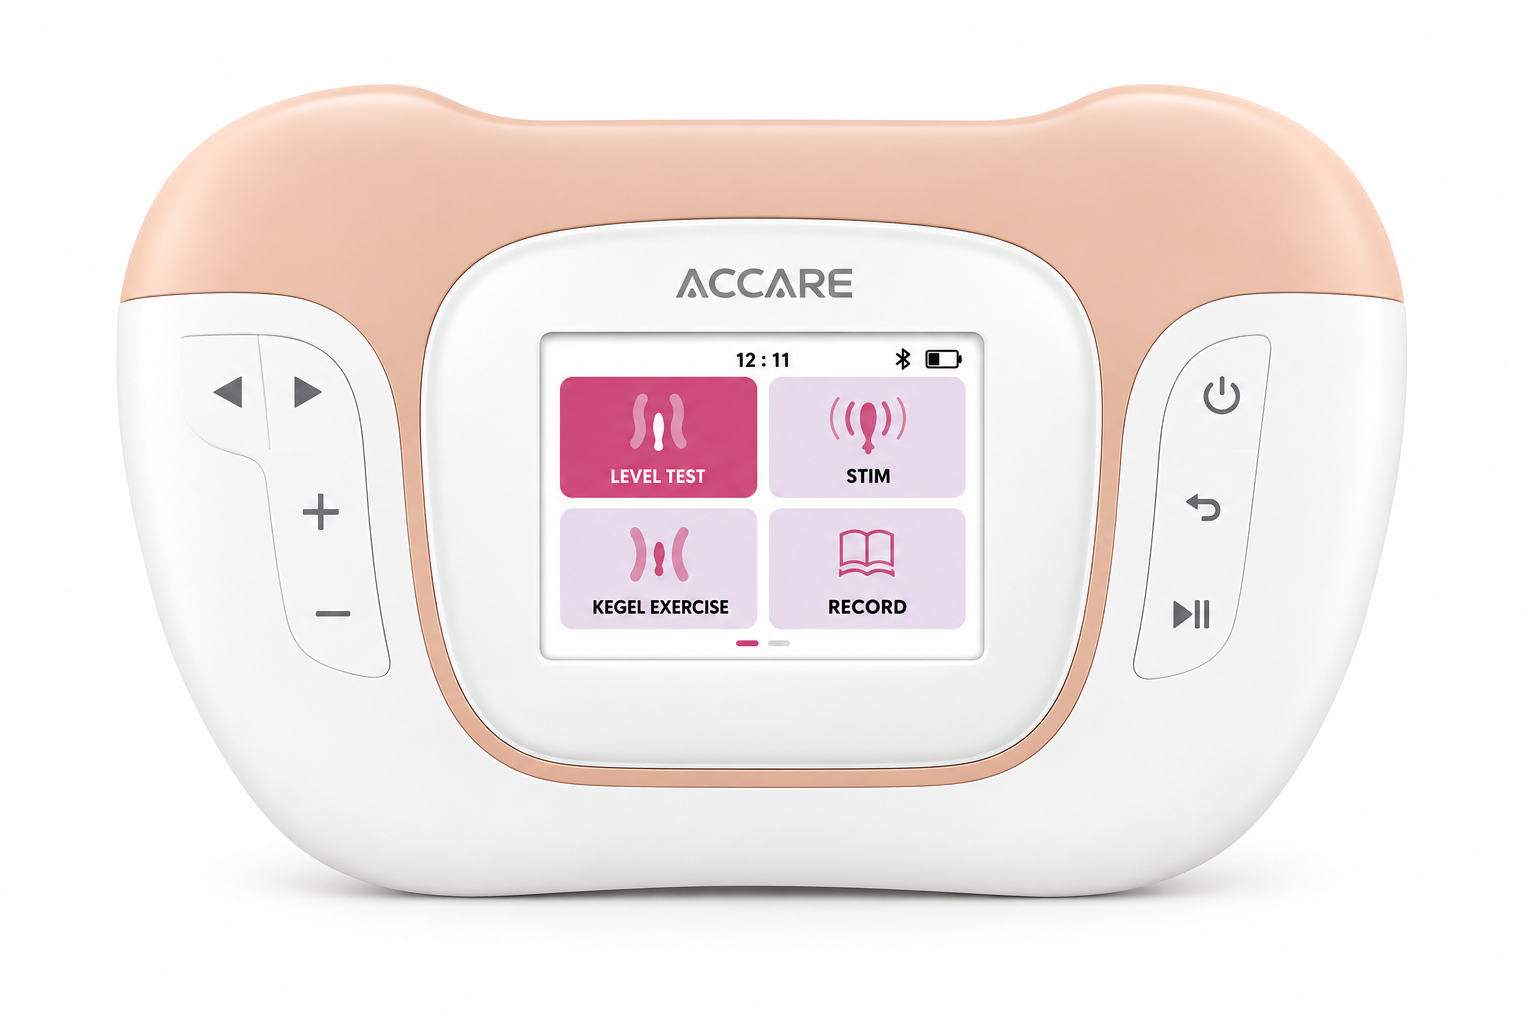 ACCARE
12 : 11
LEVEL TEST
STIM
KEGEL EXERCISE
RECORD